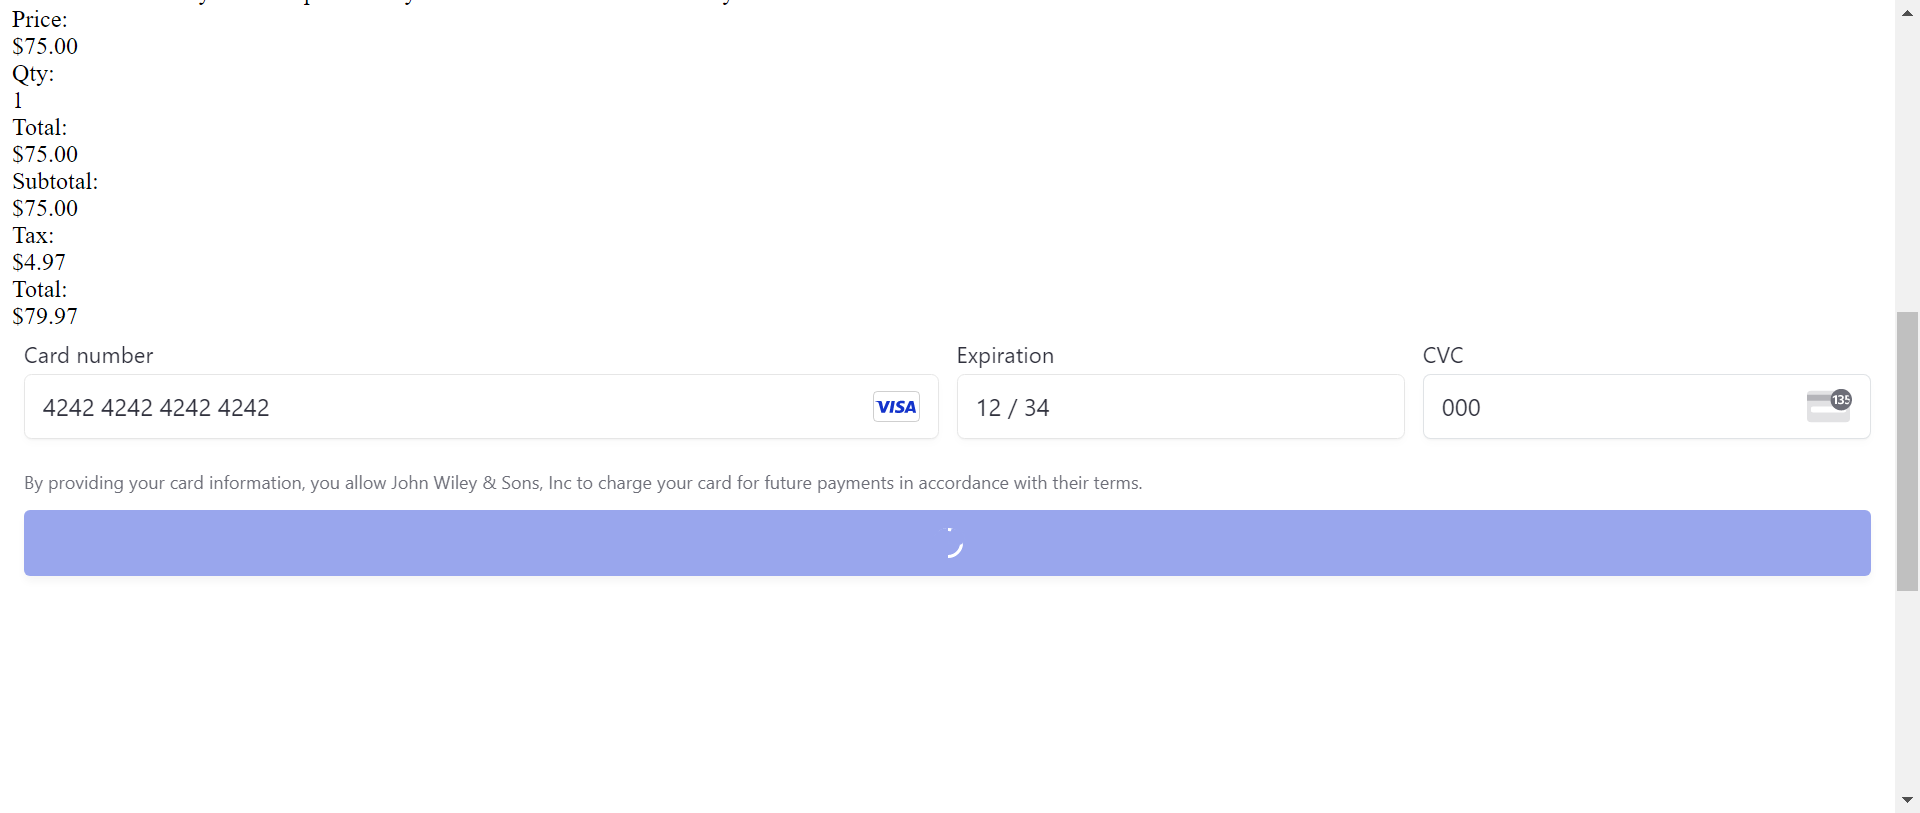 Price:
$75.00
Qty:
1
Total:
$75.00
Subtotal:
$75.00
Tax:
$4.97
Total:
$79.97
Card number Expiration CVC
4242 4242 4242 4242 VISA 12 / 34 000 135
By providing your card information, you allow John Wiley & Sons, Inc to charge your card for future payments in accordance with their terms.